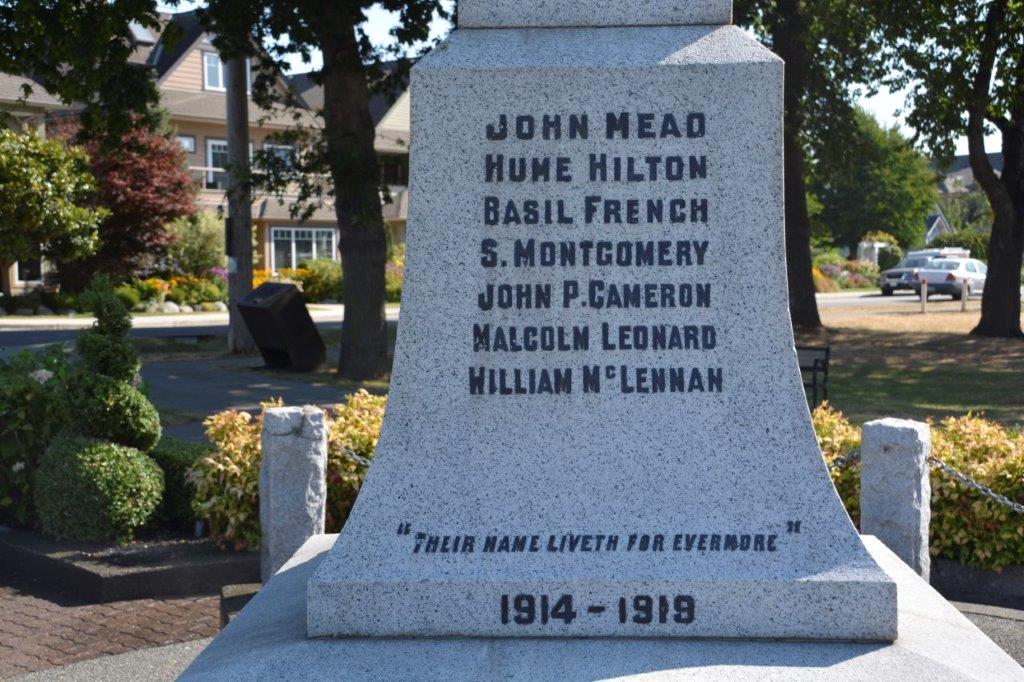 JOHN MEAD
HUME HILTON
BASIL FRENCH
S. MONTGOMERY
JOHN P. CAMERON
MALCOLM LEONARD
WILLIAM McLENNAN
"THEIR NAME LIVETH FOR EVERMORE"
1914 - 1919